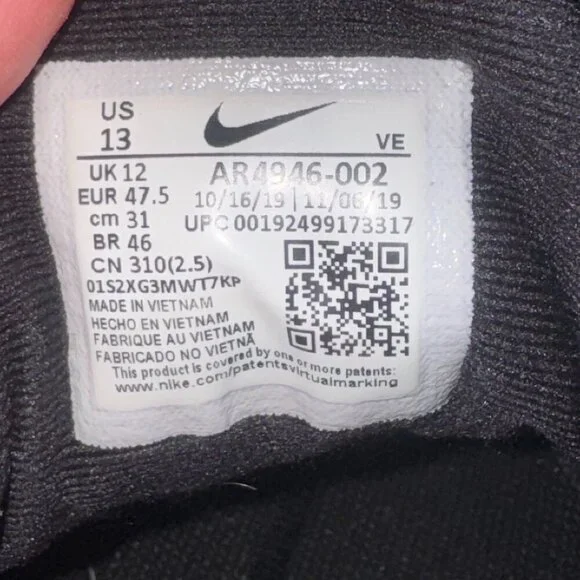 US
13
VE
UK 12
AR4946-002
EUR 47.5
10/16/19 | 11/06/19
cm 31
UPC 00192499173317
BR 46
CN 310(2.5)
01S2XG3MWT7KP
MADE IN VIETNAM
HECHO EN VIETNAM
FABRIQUE AU VIETNAM
FABRICADO NO VIETNÃ
This product is covered by one or more patents:
www.nike.com/patentsvirtualmarking